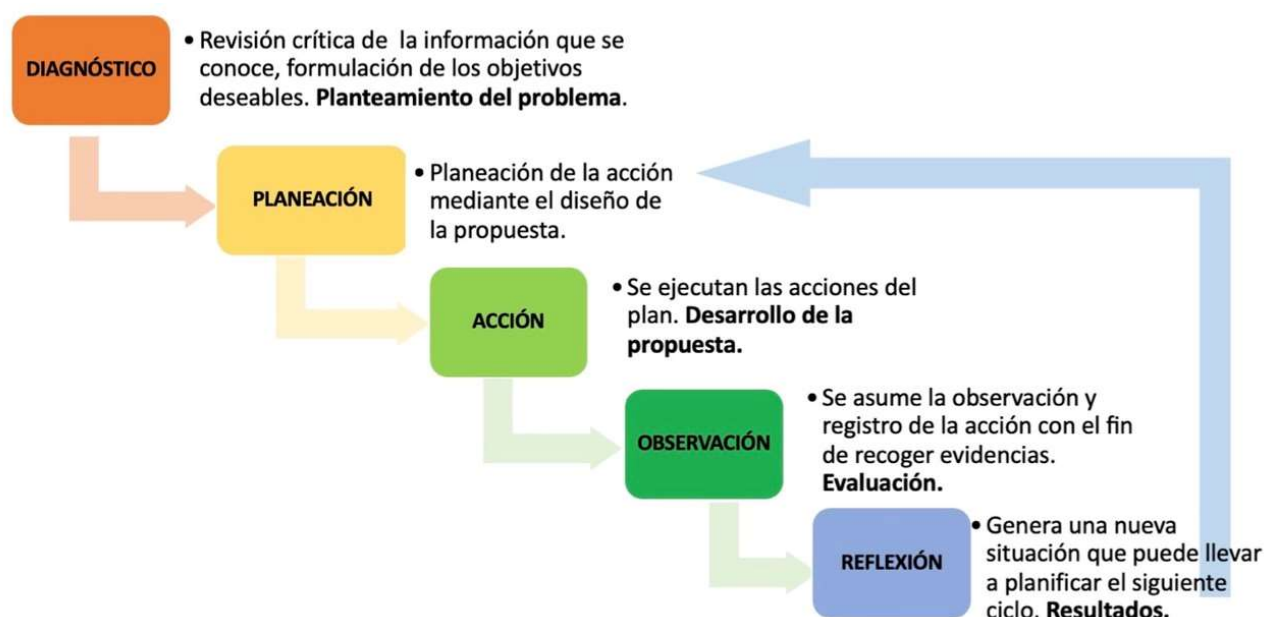 DIAGNÓSTICO
• Revisión crítica de la información que se
conoce, formulación de los objetivos
deseables. Planteamiento del problema.
PLANEACIÓN
• Planeación de la acción
mediante el diseño de
la propuesta.
ACCIÓN
• Se ejecutan las acciones del
plan. Desarrollo de la
propuesta.
OBSERVACIÓN
• Se asume la observación y
registro de la acción con el fin
de recoger evidencias.
Evaluación.
REFLEXIÓN
• Genera una nueva
situación que puede llevar
a planificar el siguiente
ciclo. Resultados.